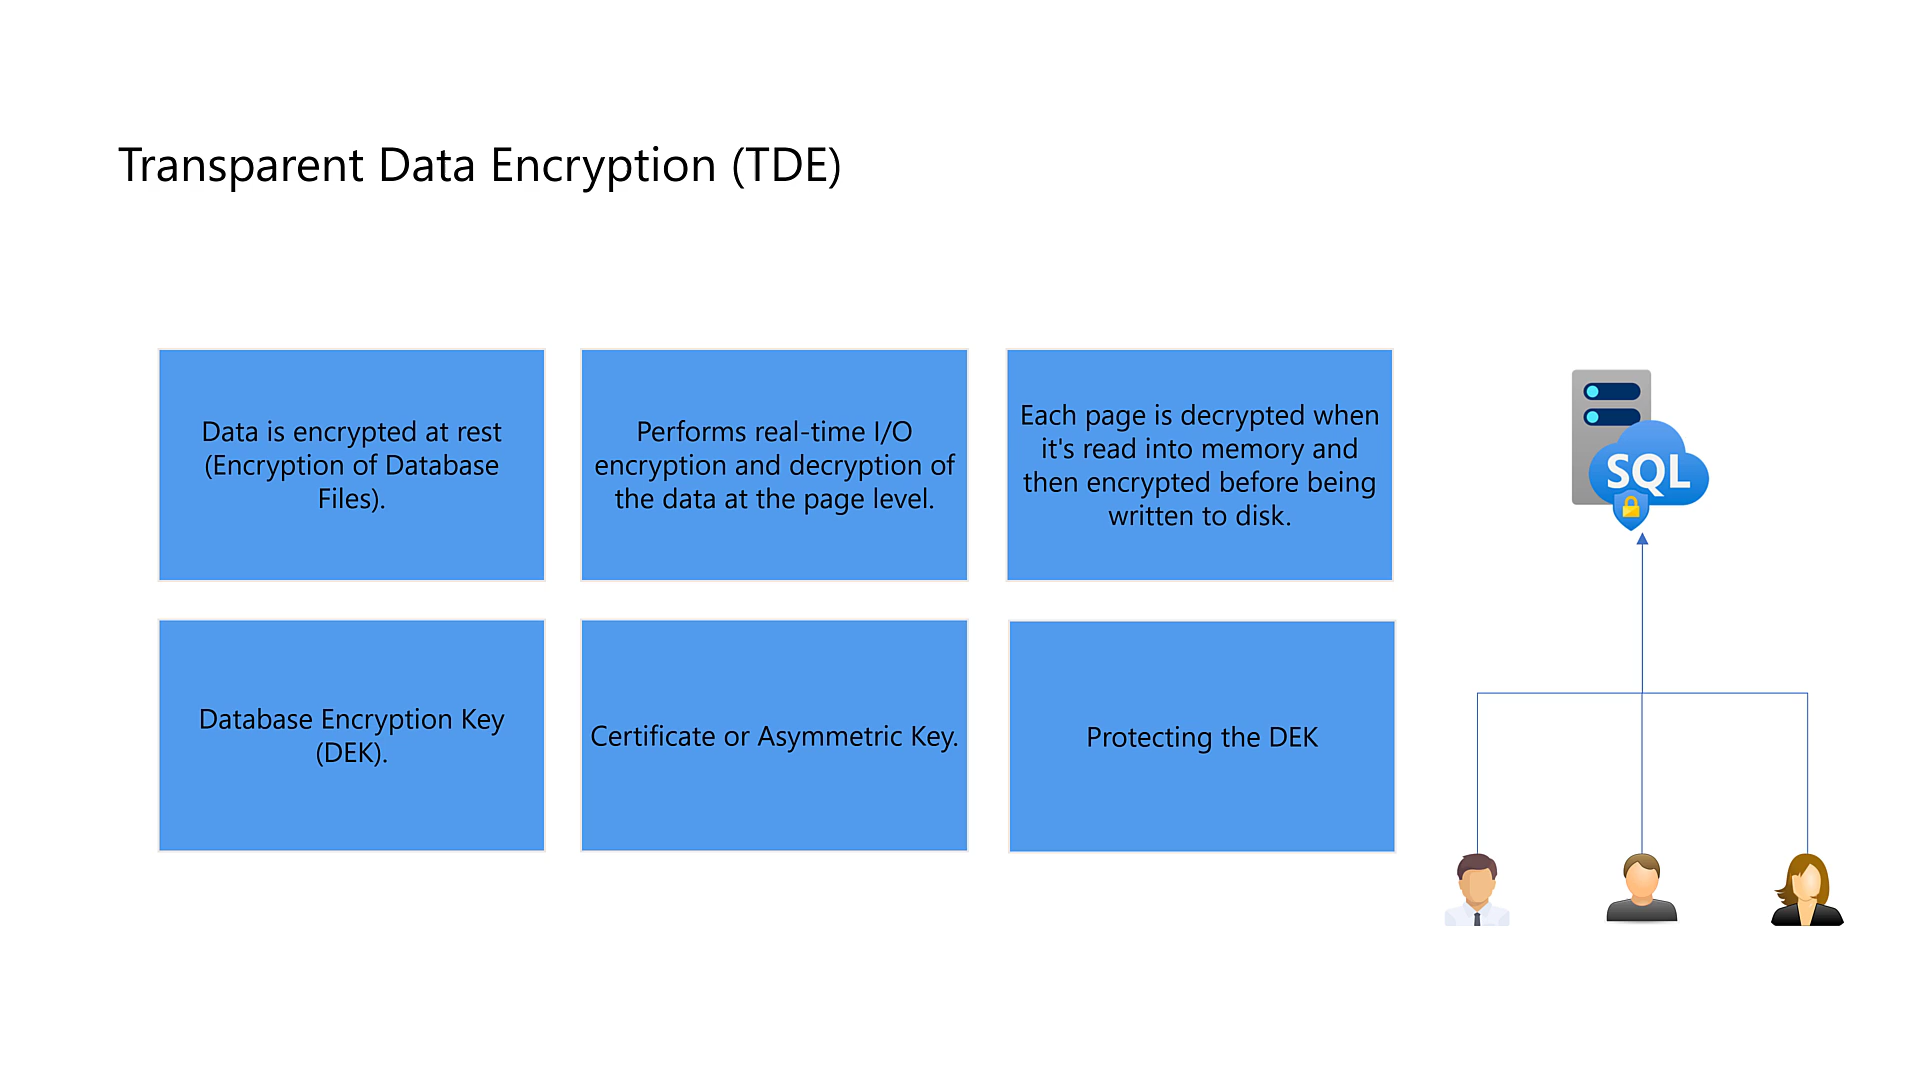 Transparent Data Encryption (TDE)
Data is encrypted at rest
(Encryption of Database
Files).
Performs real-time I/O
encryption and decryption of
the data at the page level.
Each page is decrypted when
it's read into memory and
then encrypted before being
written to disk.
SQL
Database Encryption Key
(DEK).
Certificate or Asymmetric Key.
Protecting the DEK